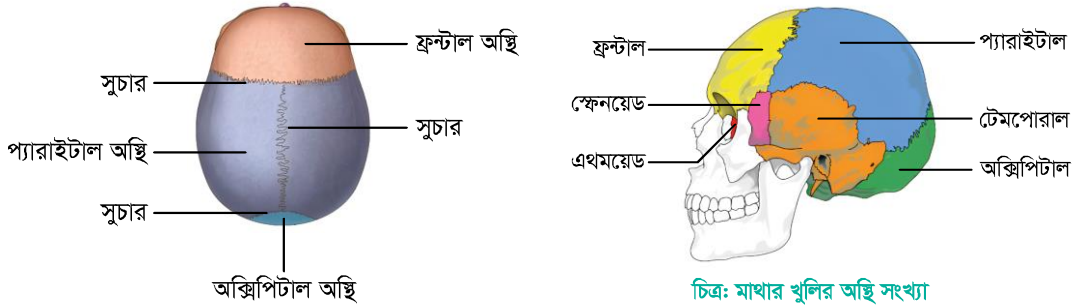 ফ্রন্টাল অস্থি
সুচার
সুচার
প্যারাইটাল অস্থি
সুচার
অক্সিপিটাল অস্থি
ফ্রন্টাল
প্যারাইটাল
স্ফেনয়েড
টেমপোরাল
এথময়েড
অক্সিপিটাল
চিত্র: মাথার খুলির অস্থি সংখ্যা